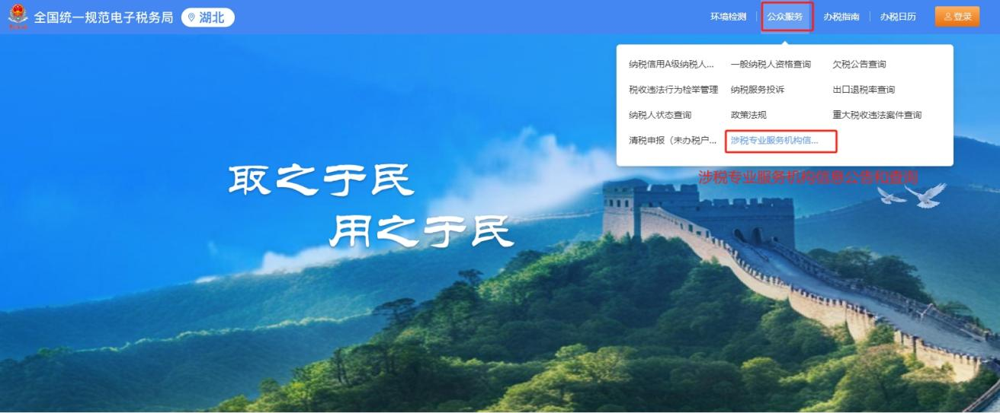 全国统一规范电子税务局 湖北
环境检测 公众服务 办税指南 办税日历 登录
纳税信用A级纳税人... 一般纳税人资格查询 欠税公告查询
税收违法行为检举管理 纳税服务投诉 出口退税率查询
纳税人状态查询 政策法规 重大税收违法案件查询
清税申报（未办税户... 涉税专业服务机构信...
涉税专业服务机构信息公告和查询
取之于民
用之于民